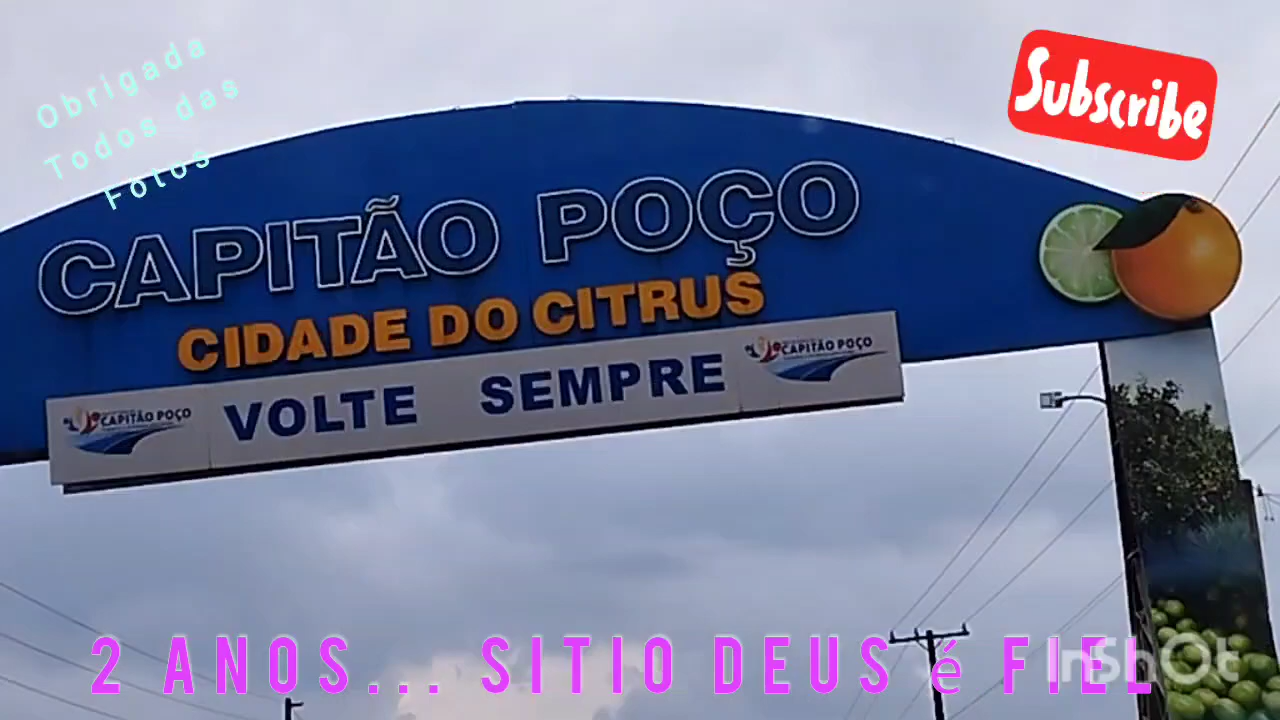 Obrigada
Todos das
Fotos
Subscribe
CAPITÃO POÇO
CIDADE DO CITRUS
VOLTE SEMPRE
CAPITÃO POÇO
CAPITÃO POÇO
2 ANOS... SITIO DEUS é FIEL
InShOt